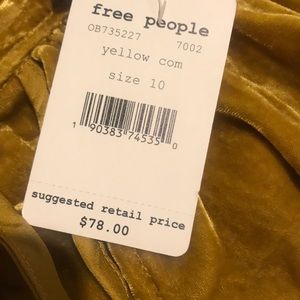 free people
OB735227 7002
yellow com
size 10
1 90383 74535 0
suggested retail price
$78.00